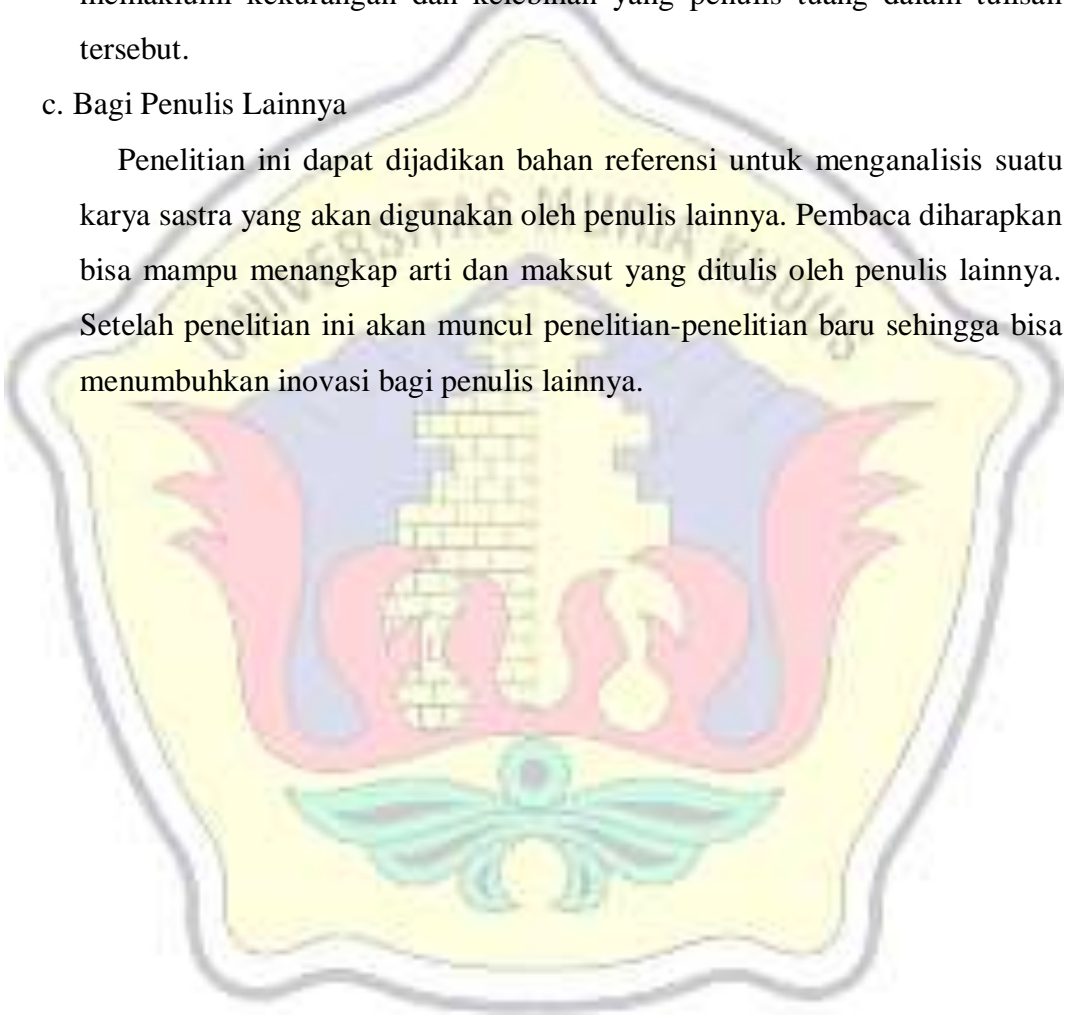 memaklumi kekurangan dan kelebihan yang penulis tuang dalam tulisan
tersebut.
c. Bagi Penulis Lainnya
Penelitian ini dapat dijadikan bahan referensi untuk menganalisis suatu
karya sastra yang akan digunakan oleh penulis lainnya. Pembaca diharapkan
bisa mampu menangkap arti dan maksut yang ditulis oleh penulis lainnya.
Setelah penelitian ini akan muncul penelitian-penelitian baru sehingga bisa
menumbuhkan inovasi bagi penulis lainnya.
UNIVERSITAS MURIA KUDUS